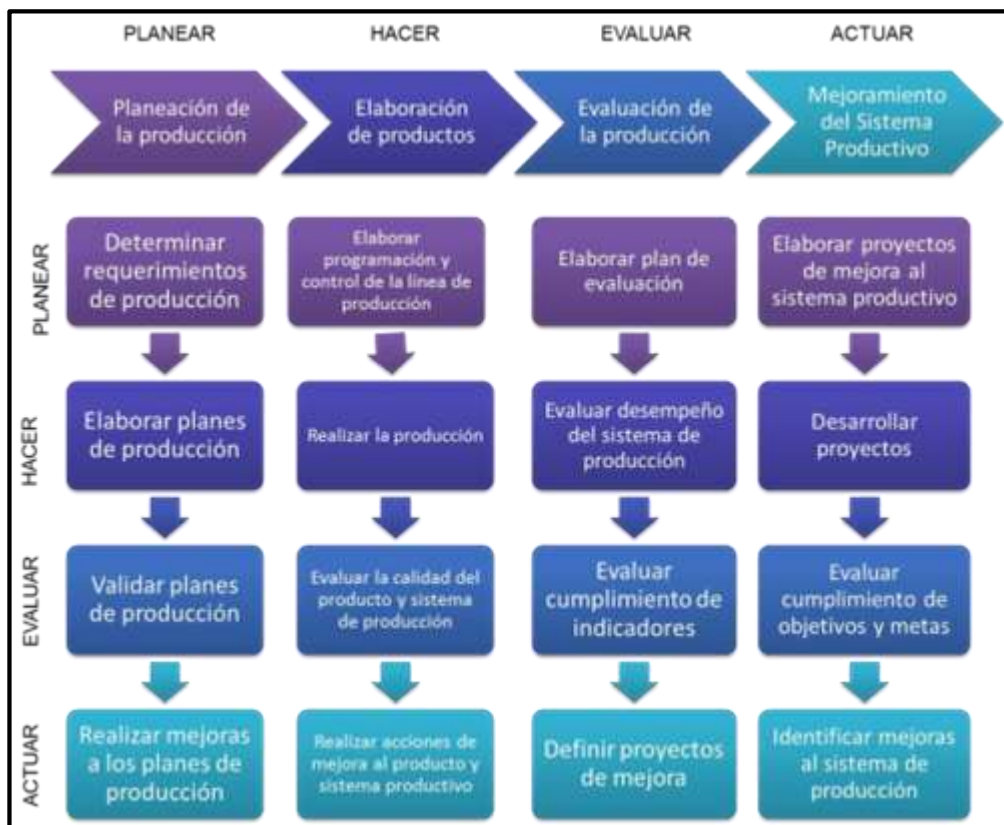 PLANEAR
HACER
EVALUAR
ACTUAR
Planeación de
la producción
Elaboración
de productos
Evaluación de
la producción
Mejoramiento
del Sistema
Productivo
PLANEAR
Determinar
requerimientos
de producción
Elaborar
programación y
control de la línea de
producción
Elaborar plan de
evaluación
Elaborar proyectos
de mejora al
sistema productivo
HACER
Elaborar planes
de producción
Realizar la producción
Evaluar desempeño
del sistema de
producción
Desarrollar
proyectos
EVALUAR
Validar planes
de producción
Evaluar la calidad del
producto y sistema
de producción
Evaluar
cumplimiento de
indicadores
Evaluar
cumplimiento de
objetivos y metas
ACTUAR
Realizar mejoras
a los planes de
producción
Realizar acciones de
mejora al producto y
sistema productivo
Definir proyectos
de mejora
Identificar mejoras
al sistema de
producción